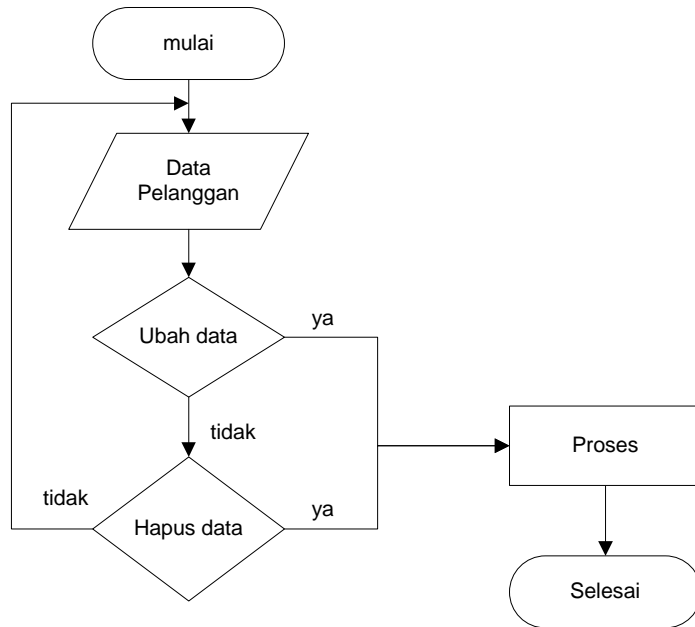 mulai
Data
Pelanggan
Ubah data
ya
tidak
Proses
tidak
Hapus data
ya
Selesai